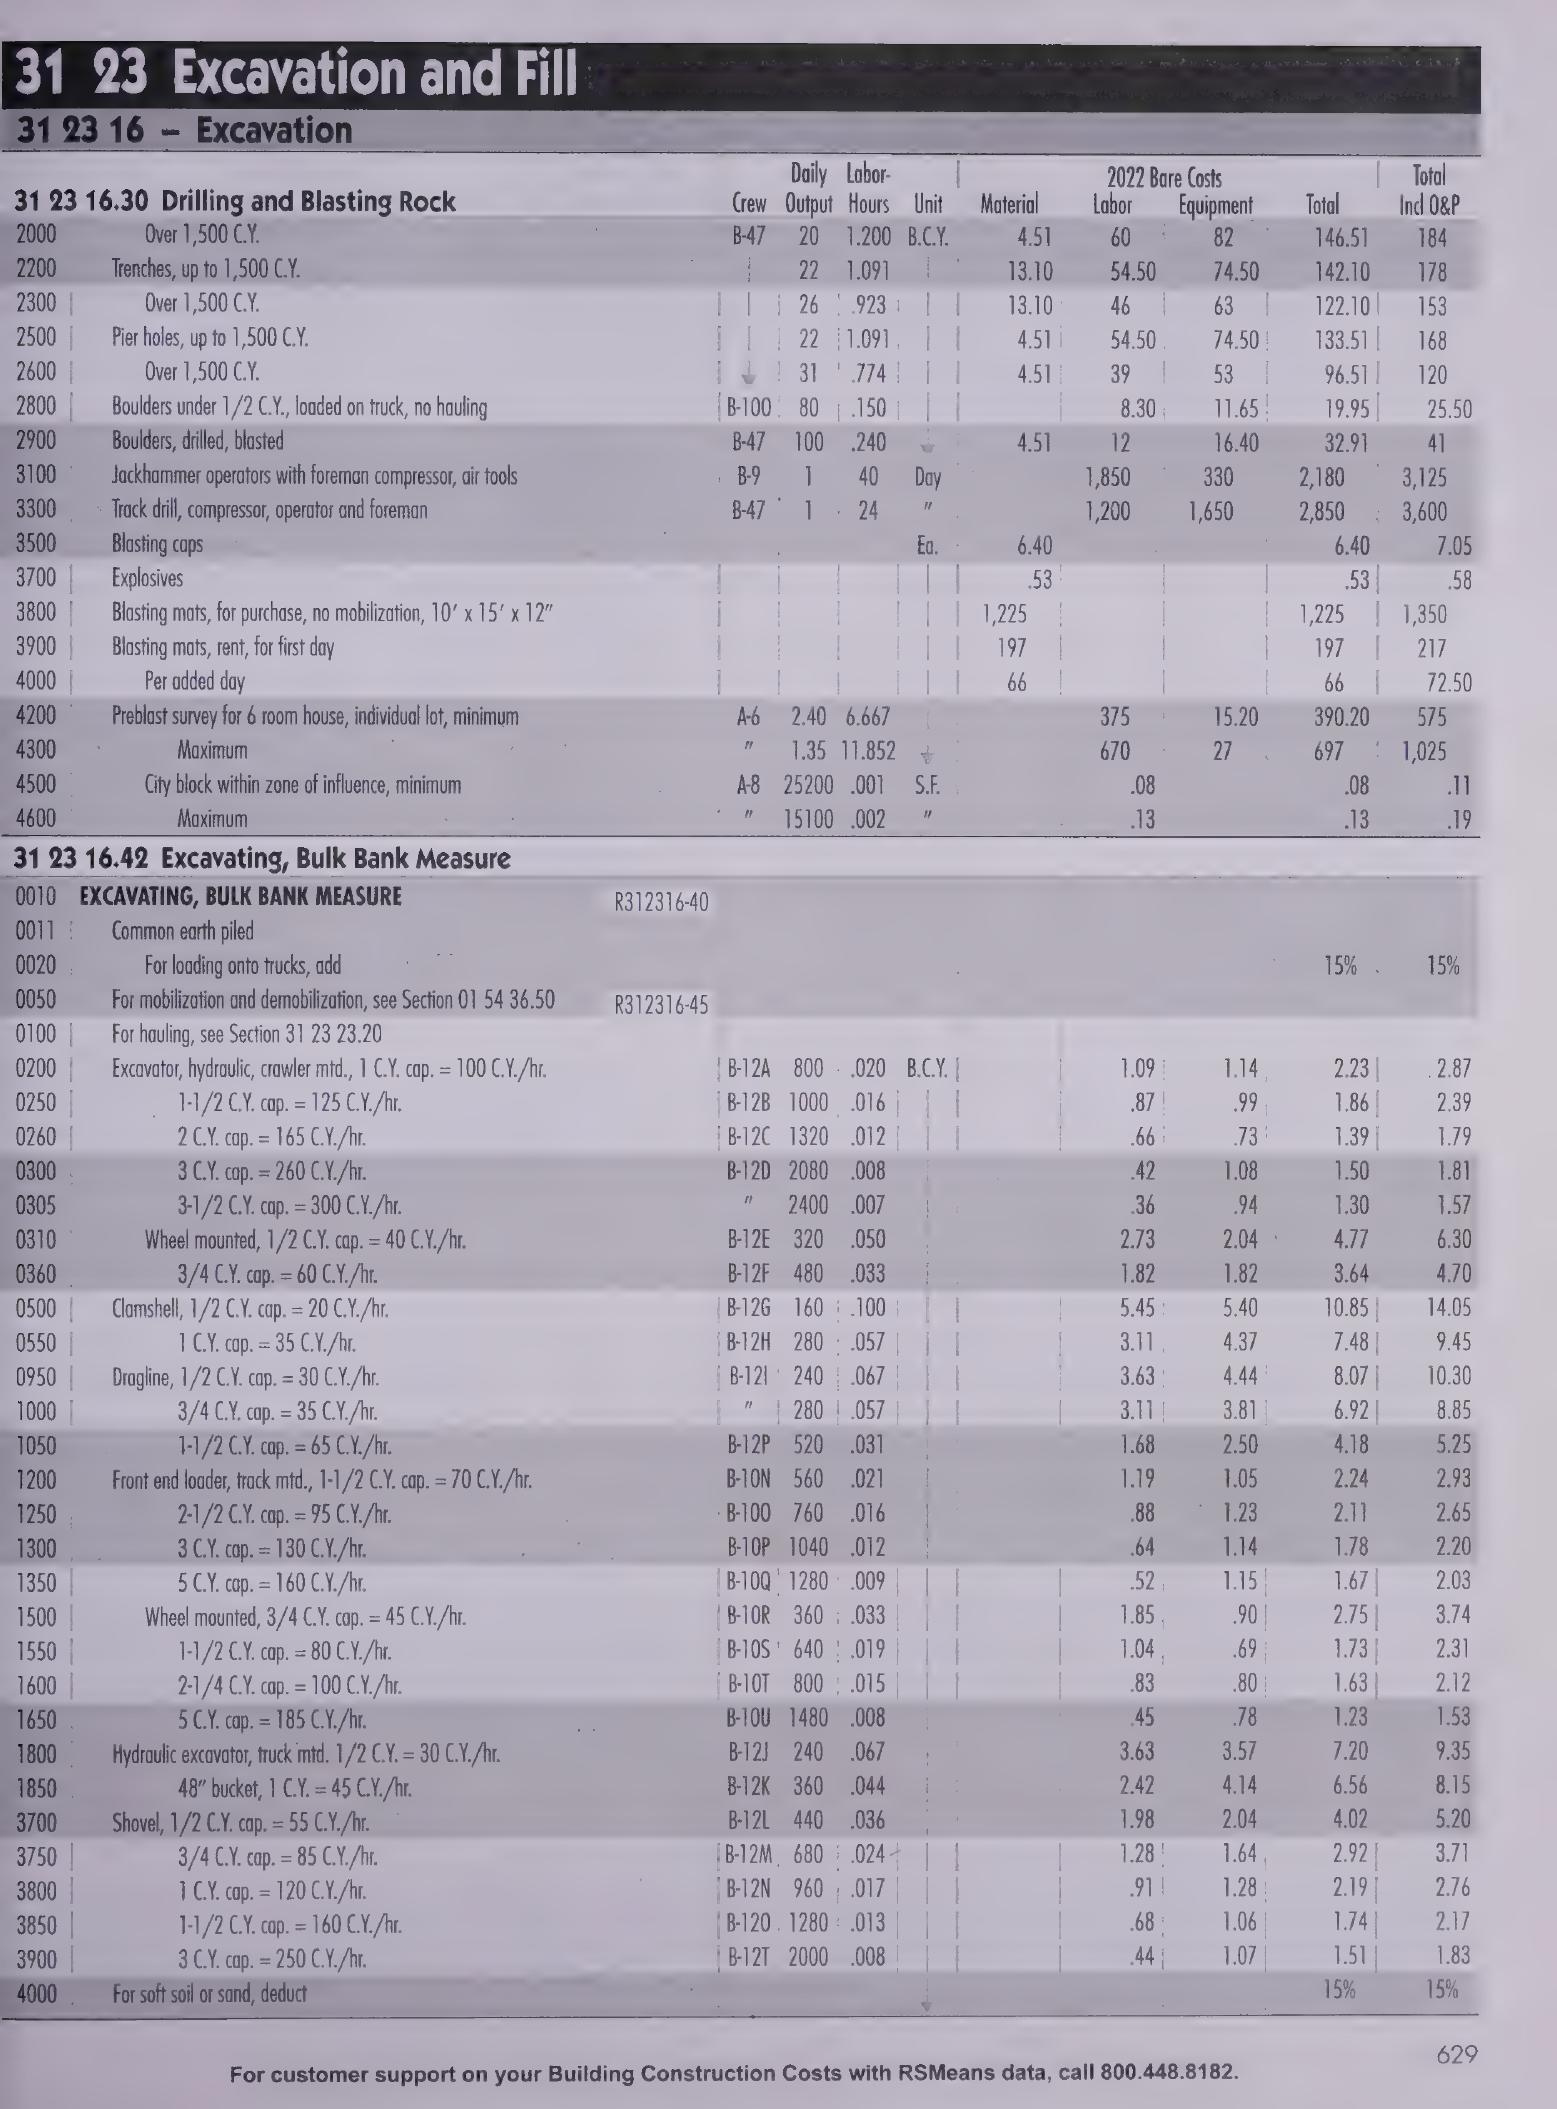 31 23 Excavation and Fill
31 23 16 – Excavation
31 23 16.30 Drilling and Blasting Rock Crew Daily Output Labor-Hours Unit 2022 Bare Costs Material Labor Equipment Total Total Incl O&P
2000 Over 1,500 C.Y. B-47 20 1.200 B.C.Y. 4.51 60 82 146.51 184
2200 Trenches, up to 1,500 C.Y. 22 1.091 13.10 54.50 74.50 142.10 178
2300 Over 1,500 C.Y. 26 .923 13.10 46 63 122.10 153
2500 Pier holes, up to 1,500 C.Y. 22 1.091 4.51 54.50 74.50 133.51 168
2600 Over 1,500 C.Y. 31 .774 4.51 39 53 96.51 120
2800 Boulders under 1/2 C.Y., loaded on truck, no hauling B-100 80 .150 8.30 11.65 19.95 25.50
2900 Boulders, drilled, blasted B-47 100 .240 4.51 12 16.40 32.91 41
3100 Jackhammer operators with foreman compressor, air tools B-9 1 40 Day 1,850 330 2,180 3,125
3300 Track drill, compressor, operator and foreman B-47 1 24 " 1,200 1,650 2,850 3,600
3500 Blasting caps Ea. 6.40 6.40 7.05
3700 Explosives .53 .53 .58
3800 Blasting mats, for purchase, no mobilization, 10' x 15' x 12" 1,225 1,225 1,350
3900 Blasting mats, rent, for first day 197 197 217
4000 Per added day 66 66 72.50
4200 Preblast survey for 6 room house, individual lot, minimum A-6 2.40 6.667 375 15.20 390.20 575
4300 Maximum " 1.35 11.852 670 27 697 1,025
4500 City block within zone of influence, minimum A-8 25200 .001 S.F. .08 .08 .11
4600 Maximum " 15100 .002 " .13 .13 .19
31 23 16.42 Excavating, Bulk Bank Measure
0010 EXCAVATING, BULK BANK MEASURE R312316-40
0011 Common earth piled
0020 For loading onto trucks, add 15% 15%
0050 For mobilization and demobilization, see Section 01 54 36.50 R312316-45
0100 For hauling, see Section 31 23 23.20
0200 Excavator, hydraulic, crawler mtd., 1 C.Y. cap. = 100 C.Y./hr. B-12A 800 .020 B.C.Y. 1.09 1.14 2.23 2.87
0250 1-1/2 C.Y. cap. = 125 C.Y./hr. B-12B 1000 .016 .87 .99 1.86 2.39
0260 2 C.Y. cap. = 165 C.Y./hr. B-12C 1320 .012 .66 .73 1.39 1.79
0300 3 C.Y. cap. = 260 C.Y./hr. B-12D 2080 .008 .42 1.08 1.50 1.81
0305 3-1/2 C.Y. cap. = 300 C.Y./hr. " 2400 .007 .36 .94 1.30 1.57
0310 Wheel mounted, 1/2 C.Y. cap. = 40 C.Y./hr. B-12E 320 .050 2.73 2.04 4.77 6.30
0360 3/4 C.Y. cap. = 60 C.Y./hr. B-12F 480 .033 1.82 1.82 3.64 4.70
0500 Clamshell, 1/2 C.Y. cap. = 20 C.Y./hr. B-12G 160 .100 5.45 5.40 10.85 14.05
0550 1 C.Y. cap. = 35 C.Y./hr. B-12H 280 .057 3.11 4.37 7.48 9.45
0950 Dragline, 1/2 C.Y. cap. = 30 C.Y./hr. B-12I 240 .067 3.63 4.44 8.07 10.30
1000 3/4 C.Y. cap. = 35 C.Y./hr. " 280 .057 3.11 3.81 6.92 8.85
1050 1-1/2 C.Y. cap. = 65 C.Y./hr. B-12P 520 .031 1.68 2.50 4.18 5.25
1200 Front end loader, track mtd., 1-1/2 C.Y. cap. = 70 C.Y./hr. B-10N 560 .021 1.19 1.05 2.24 2.93
1250 2-1/2 C.Y. cap. = 95 C.Y./hr. B-10O 760 .016 .88 1.23 2.11 2.65
1300 3 C.Y. cap. = 130 C.Y./hr. B-10P 1040 .012 .64 1.14 1.78 2.20
1350 5 C.Y. cap. = 160 C.Y./hr. B-10Q 1280 .009 .52 1.15 1.67 2.03
1500 Wheel mounted, 3/4 C.Y. cap. = 45 C.Y./hr. B-10R 360 .033 1.85 .90 2.75 3.74
1550 1-1/2 C.Y. cap. = 80 C.Y./hr. B-10S 640 .019 1.04 .69 1.73 2.31
1600 2-1/4 C.Y. cap. = 100 C.Y./hr. B-10T 800 .015 .83 .80 1.63 2.12
1650 5 C.Y. cap. = 185 C.Y./hr. B-10U 1480 .008 .45 .78 1.23 1.53
1800 Hydraulic excavator, truck mtd. 1/2 C.Y. = 30 C.Y./hr. B-12J 240 .067 3.63 3.57 7.20 9.35
1850 48" bucket, 1 C.Y. = 45 C.Y./hr. B-12K 360 .044 2.42 4.14 6.56 8.15
3700 Shovel, 1/2 C.Y. cap. = 55 C.Y./hr. B-12L 440 .036 1.98 2.04 4.02 5.20
3750 3/4 C.Y. cap. = 85 C.Y./hr. B-12M 680 .024 1.28 1.64 2.92 3.71
3800 1 C.Y. cap. = 120 C.Y./hr. B-12N 960 .017 .91 1.28 2.19 2.76
3850 1-1/2 C.Y. cap. = 160 C.Y./hr. B-12O 1280 .013 .68 1.06 1.74 2.17
3900 3 C.Y. cap. = 250 C.Y./hr. B-12T 2000 .008 .44 1.07 1.51 1.83
4000 For soft soil or sand, deduct 15% 15%
For customer support on your Building Construction Costs with RSMeans data, call 800.448.8182.
629